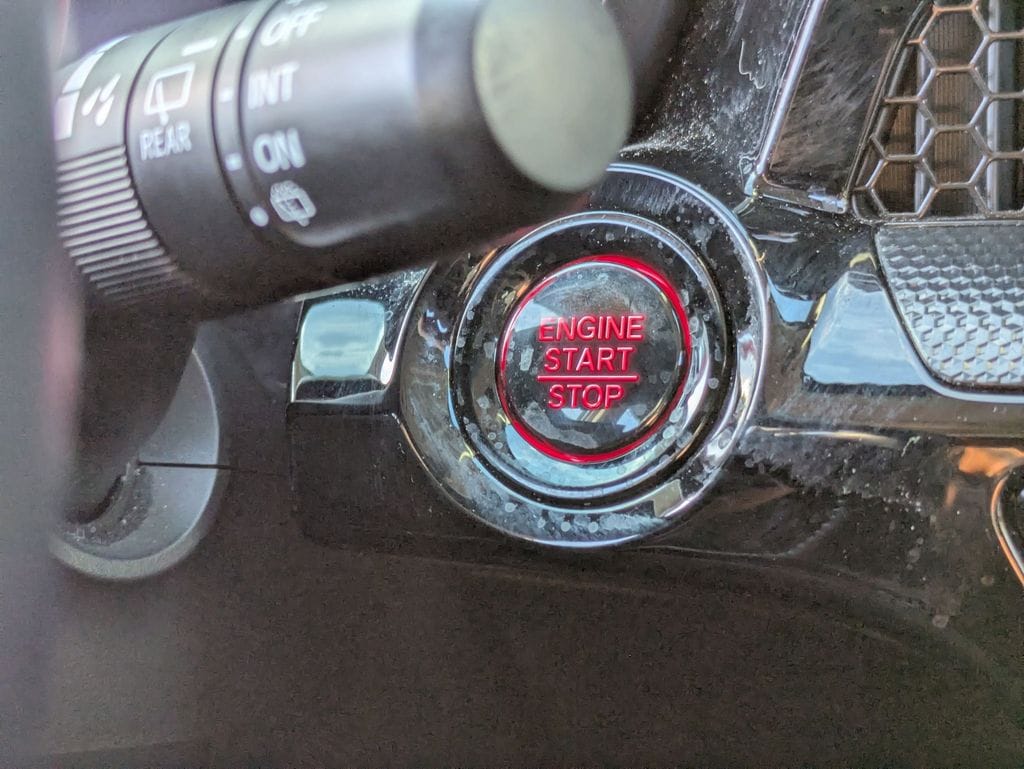 OFF
INT
REAR
ON
ENGINE
START
STOP